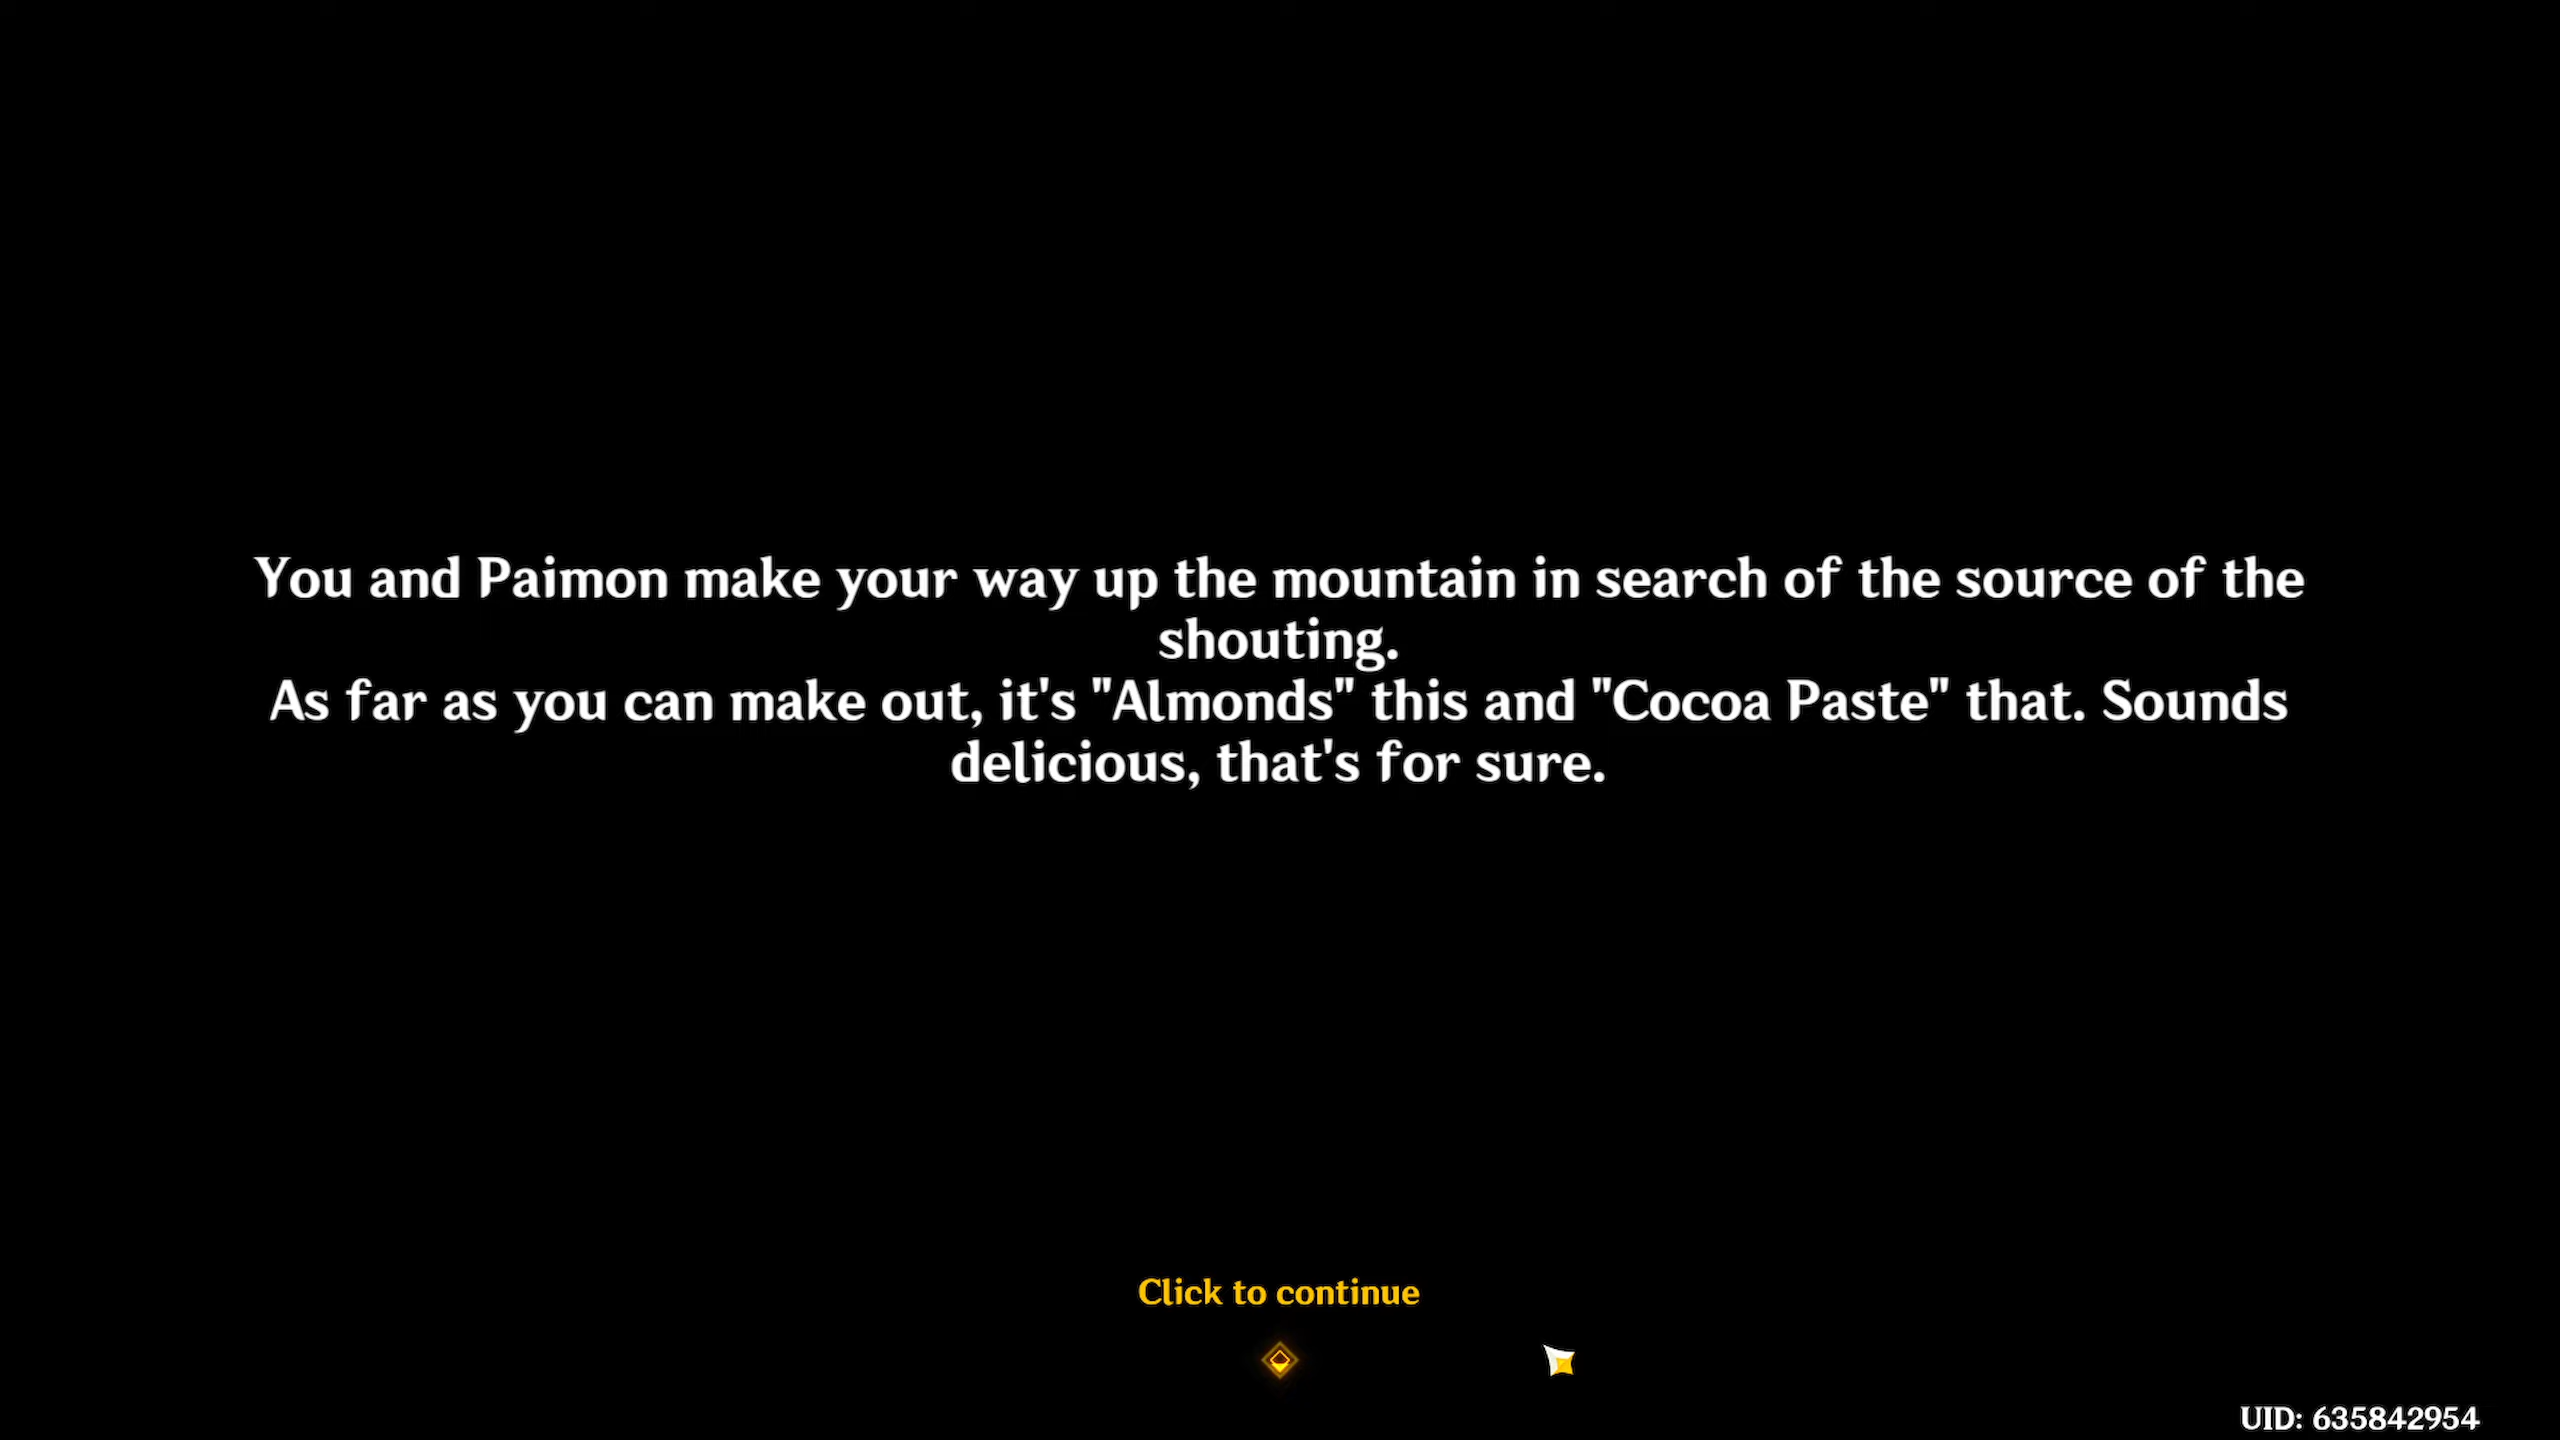 You and Paimon make your way up the mountain in search of the source of the
shouting.
As far as you can make out, it's "Almonds" this and "Cocoa Paste" that. Sounds
delicious, that's for sure.
Click to continue
UID: 635842954